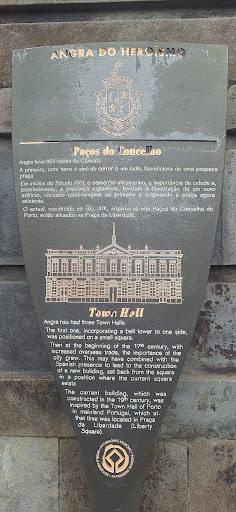 ANGRA DO HEROÍSMO
Paços do Concelho
Angra teve três casas da Câmara.
A primeira, com torre e sino de correr a um lado, beneficiava de uma pequena
praça.
Em inícios do Século XVII, o comércio ultramarino, a importância da cidade e,
possivelmente, a presença espanhola, levaram à construção de um novo
edifício, recuado relativamente ao primeiro e originando a praça agora
existente.
O actual, construído no séc. XIX, inspirou-se nos Paços do Concelho do
Porto, então situados na Praça da Liberdade.
Town Hall
Angra has had three Town Halls.
The first one, incorporating a bell tower to one side,
was positioned on a small square.
Then at the beginning of the 17th century, with
increased overseas trade, the importance of the
city grew. This may have combined with the
Spanish presence to lead to the construction
of a new building, set back from the square
in a position where the current square
exists
The current building, which was
constructed in the 19th century, was
inspired by the Town Hall of Porto
in mainland Portugal, which at
that time was located in Praça
da Liberdade (Liberty
Square).